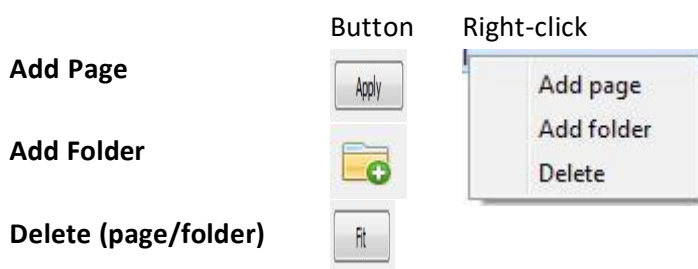 Button Right-click
Add Page
Apply
Add page
Add folder
Delete
Add Folder
Delete (page/folder)
Fit